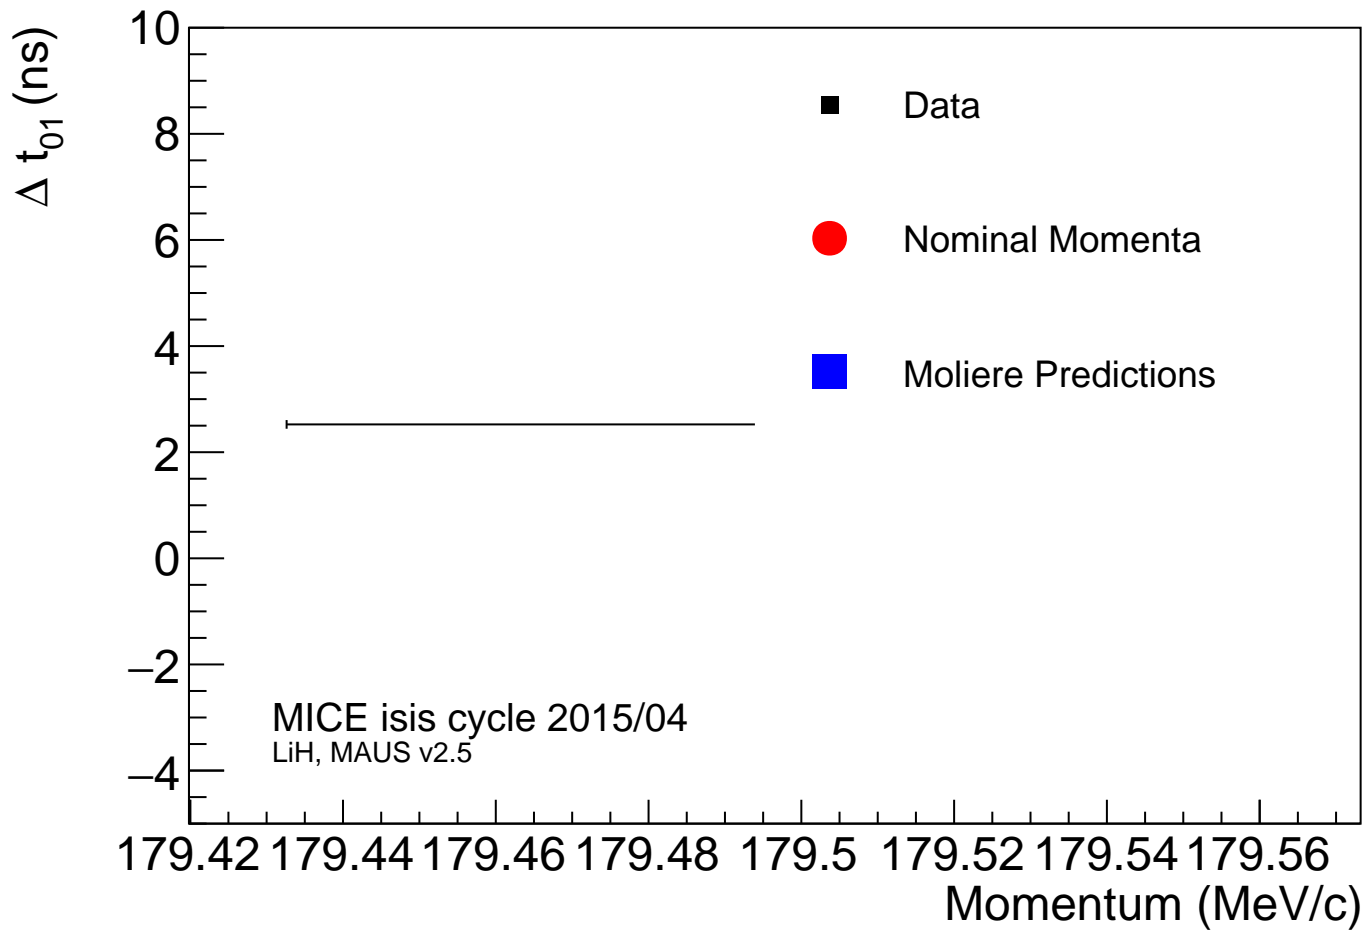 Δ t01 (ns)
10
8
6
4
2
0
−2
−4
Data
Nominal Momenta
Moliere Predictions
MICE isis cycle 2015/04
LiH, MAUS v2.5
179.42 179.44 179.46 179.48 179.5 179.52 179.54 179.56
Momentum (MeV/c)